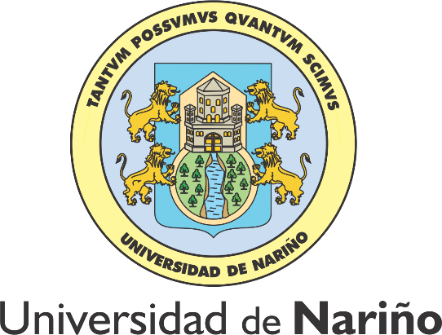 TANTVM POSSVMVS QVANTVM SCIMVS
UNIVERSIDAD DE NARIÑO
Universidad de Nariño